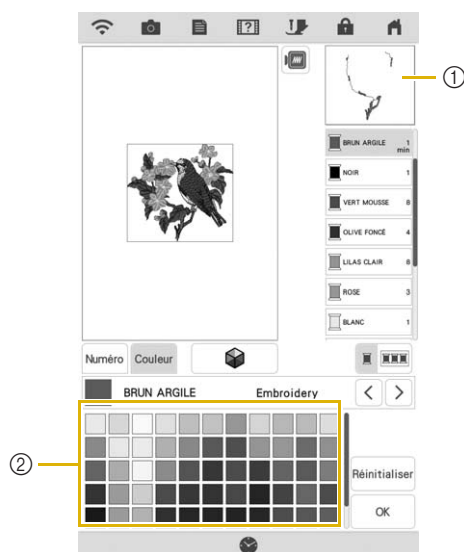 ①
BRUN ARGILE 1
min
NOIR 1
VERT MOUSSE 8
OLIVE FONCÉ 4
LILAS CLAIR 8
ROSE 3
BLANC 1
Numéro Couleur
BRUN ARGILE Embroidery < >
②
Réinitialiser
OK